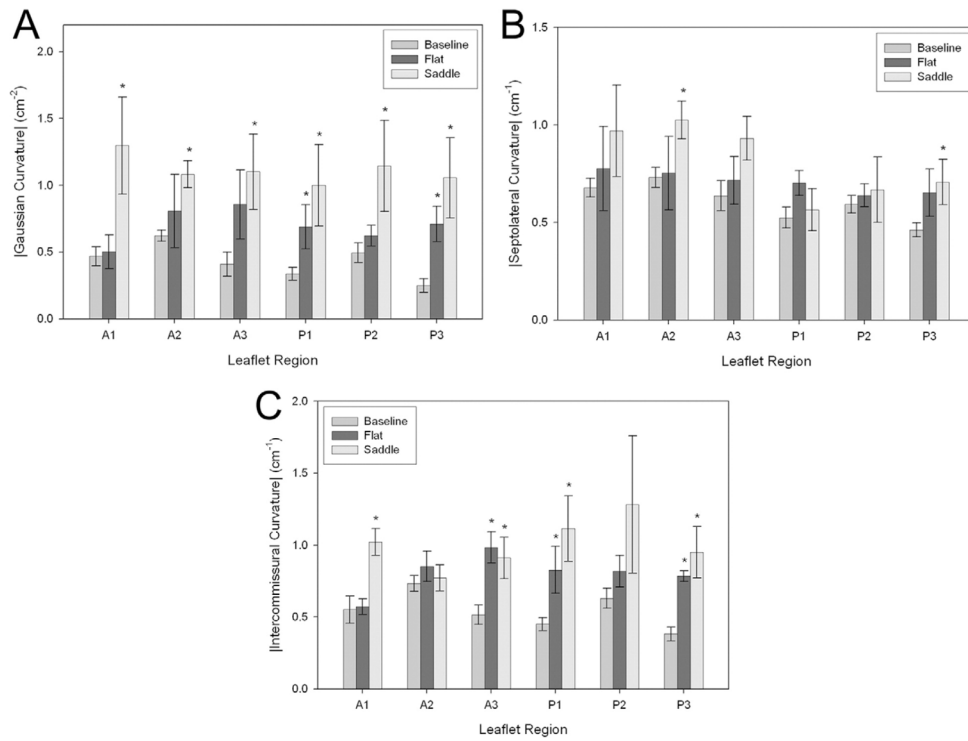 A
|Gaussian Curvature| (cm-2)
2.0
1.5
1.0
0.5
0.0
Baseline
Flat
Saddle
*
*
*
*
*
*
*
*
A1 A2 A3 P1 P2 P3
Leaflet Region
B
|Septolateral Curvature| (cm-1)
1.5
1.0
0.5
0.0
Baseline
Flat
Saddle
*
*
A1 A2 A3 P1 P2 P3
Leaflet Region
C
|Intercommissural Curvature| (cm-1)
2.0
1.5
1.0
0.5
0.0
Baseline
Flat
Saddle
*
*
*
*
*
*
*
A1 A2 A3 P1 P2 P3
Leaflet Region